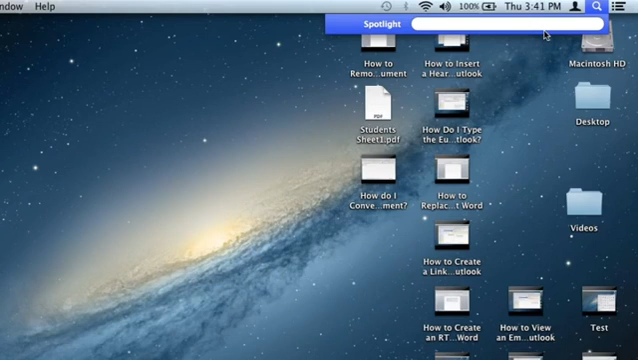 ndow Help 100% Thu 3:41 PM
Spotlight
How to
Remo...ument
How to Insert
a Hear...utlook
Macintosh HD
Students
Sheet1.pdf
How Do I Type
the Eu...tlook?
Desktop
How do I
Conve...ment?
How to
Replac...t Word
Videos
How to Create
a Link...utlook
How to Create
an RT...Word
How to View
an Em...utlook
Test